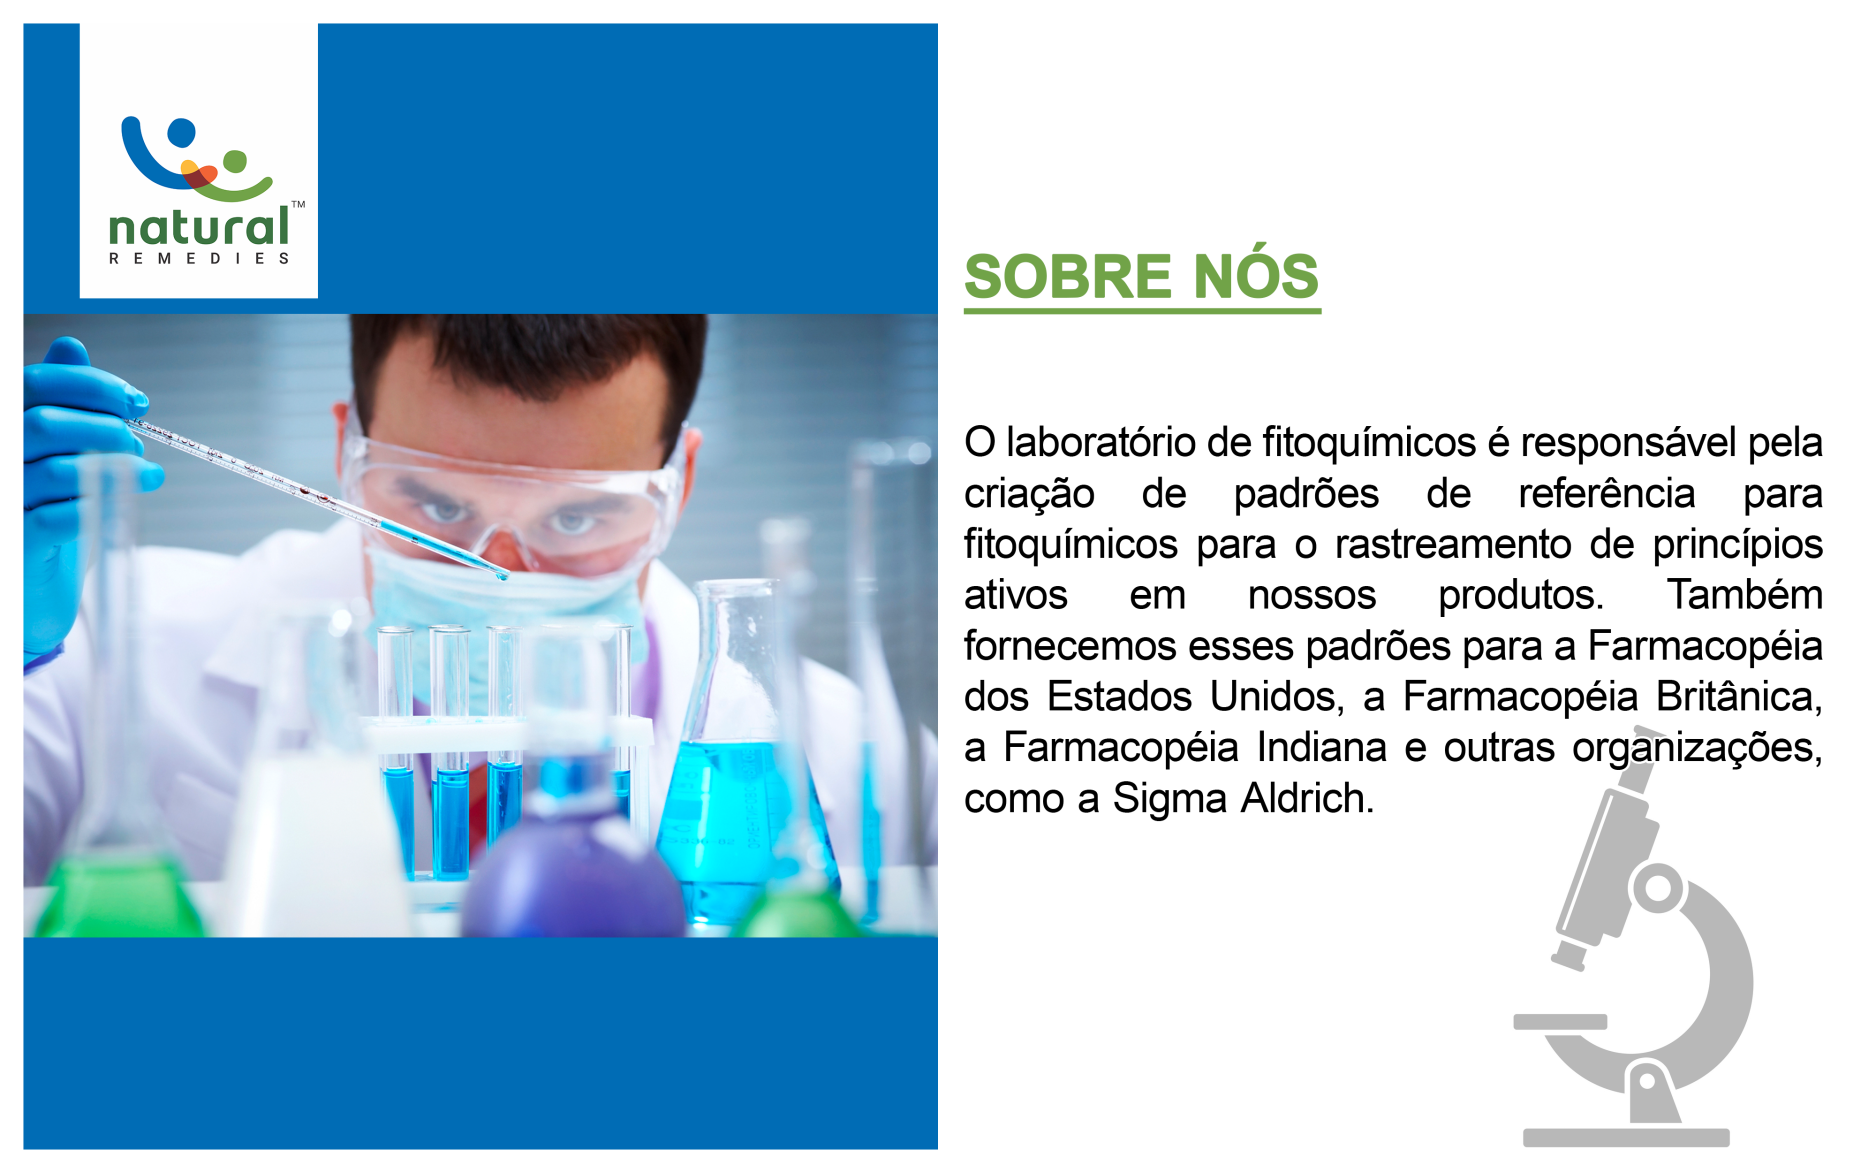 natural™
REMEDIES
SOBRE NÓS
O laboratório de fitoquímicos é responsável pela
criação de padrões de referência para
fitoquímicos para o rastreamento de princípios
ativos em nossos produtos. Também
fornecemos esses padrões para a Farmacopéia
dos Estados Unidos, a Farmacopéia Britânica,
a Farmacopéia Indiana e outras organizações,
como a Sigma Aldrich.